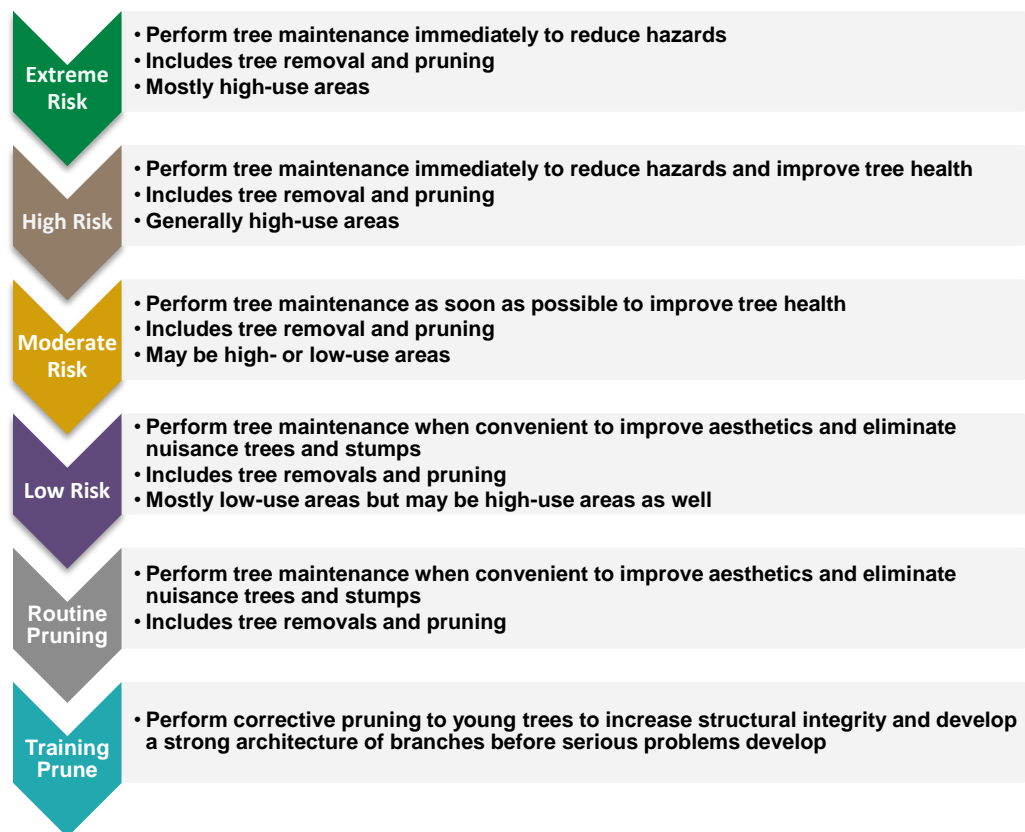 Extreme
Risk
• Perform tree maintenance immediately to reduce hazards
• Includes tree removal and pruning
• Mostly high-use areas
High Risk
• Perform tree maintenance immediately to reduce hazards and improve tree health
• Includes tree removal and pruning
• Generally high-use areas
Moderate
Risk
• Perform tree maintenance as soon as possible to improve tree health
• Includes tree removal and pruning
• May be high- or low-use areas
Low Risk
• Perform tree maintenance when convenient to improve aesthetics and eliminate
nuisance trees and stumps
• Includes tree removals and pruning
• Mostly low-use areas but may be high-use areas as well
Routine
Pruning
• Perform tree maintenance when convenient to improve aesthetics and eliminate
nuisance trees and stumps
• Includes tree removals and pruning
Training
Prune
• Perform corrective pruning to young trees to increase structural integrity and develop
a strong architecture of branches before serious problems develop